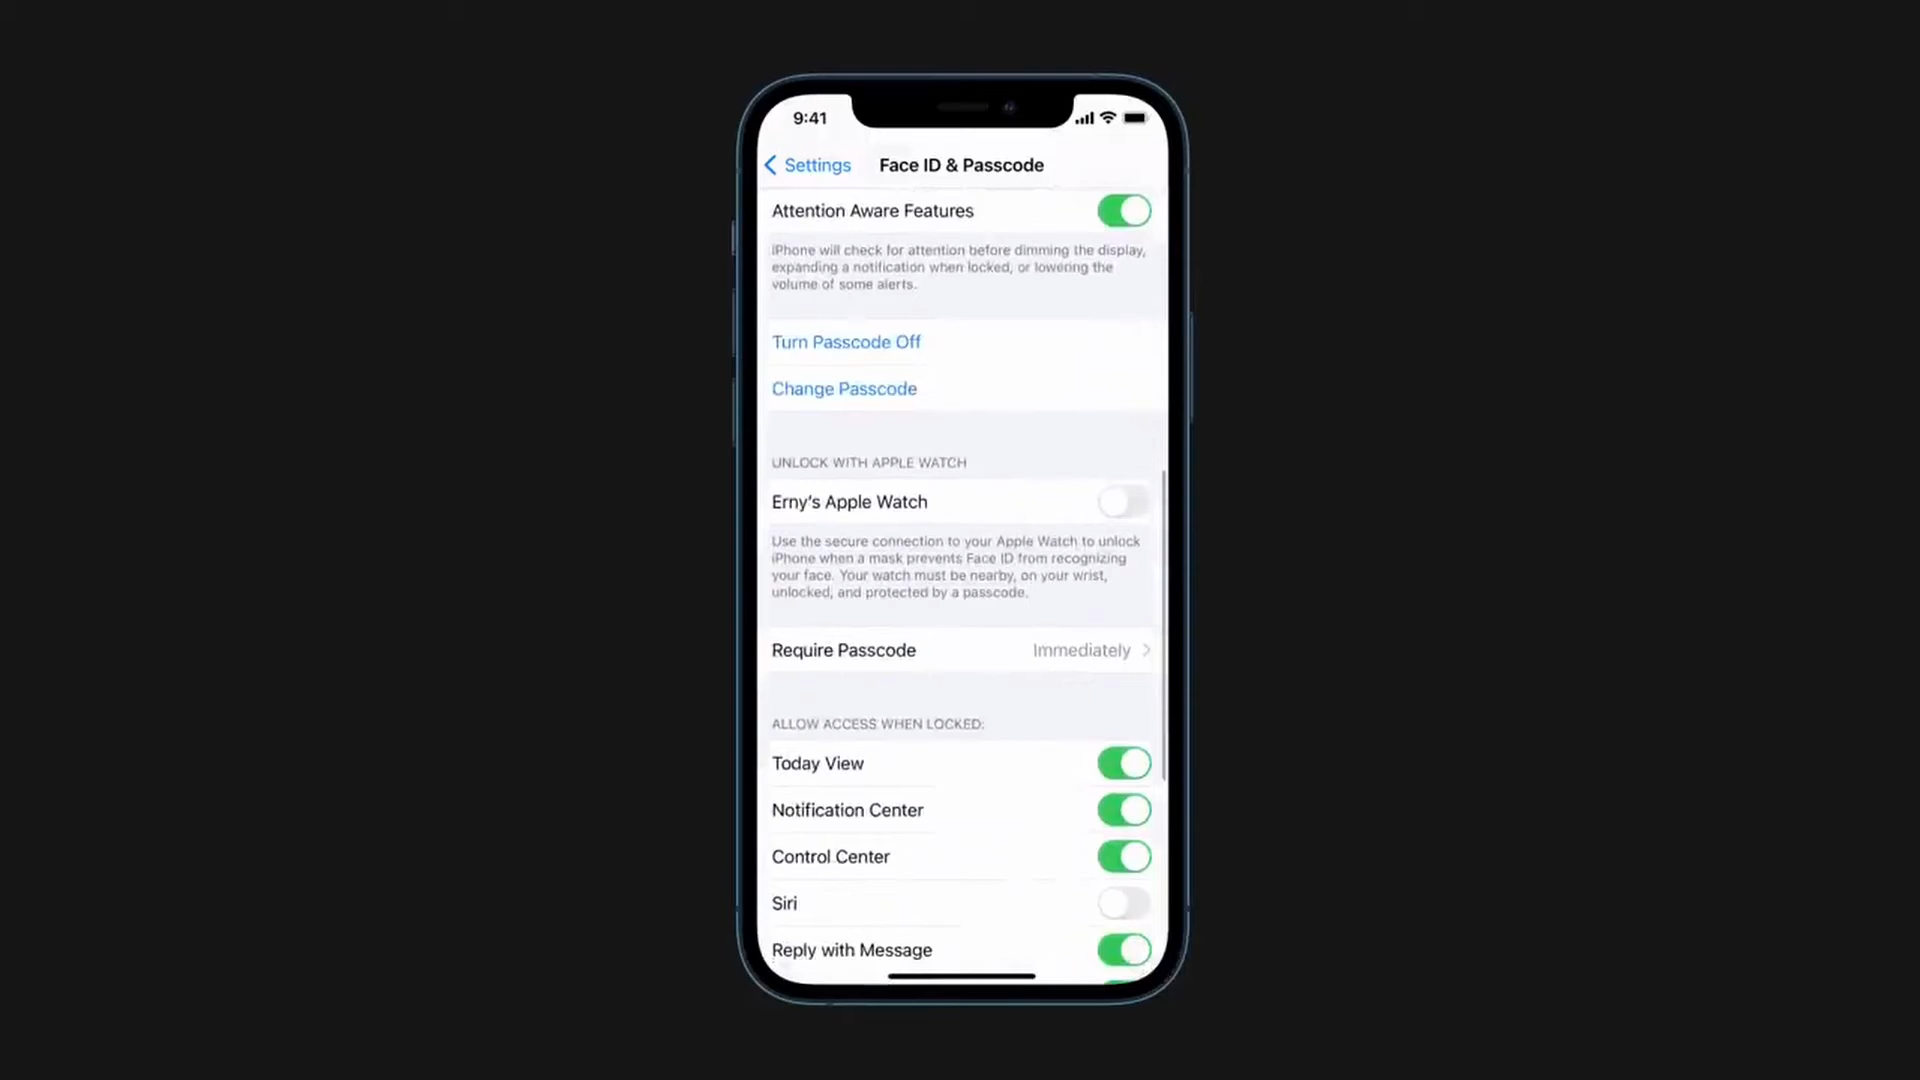 9:41
Settings
Face ID & Passcode
Attention Aware Features
iPhone will check for attention before dimming the display,
expanding a notification when locked, or lowering the
volume of some alerts.
Turn Passcode Off
Change Passcode
UNLOCK WITH APPLE WATCH
Erny's Apple Watch
Use the secure connection to your Apple Watch to unlock
iPhone when a mask prevents Face ID from recognizing
your face. Your watch must be nearby, on your wrist,
unlocked, and protected by a passcode.
Require Passcode Immediately
ALLOW ACCESS WHEN LOCKED:
Today View
Notification Center
Control Center
Siri
Reply with Message